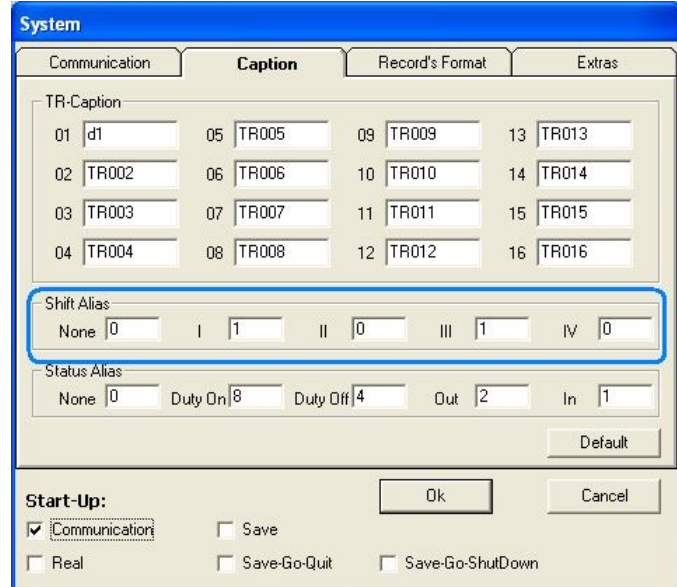 System
Communication Caption Record's Format Extras
TR-Caption
01 d1 05 TR005 09 TR009 13 TR013
02 TR002 06 TR006 10 TR010 14 TR014
03 TR003 07 TR007 11 TR011 15 TR015
04 TR004 08 TR008 12 TR012 16 TR016
Shift Alias
None 0 I 1 II 0 III 1 IV 0
Status Alias
None 0 Duty On 8 Duty Off 4 Out 2 In 1
Default
Start-Up: Ok Cancel
Communication Save
Real Save-Go-Quit Save-Go-ShutDown